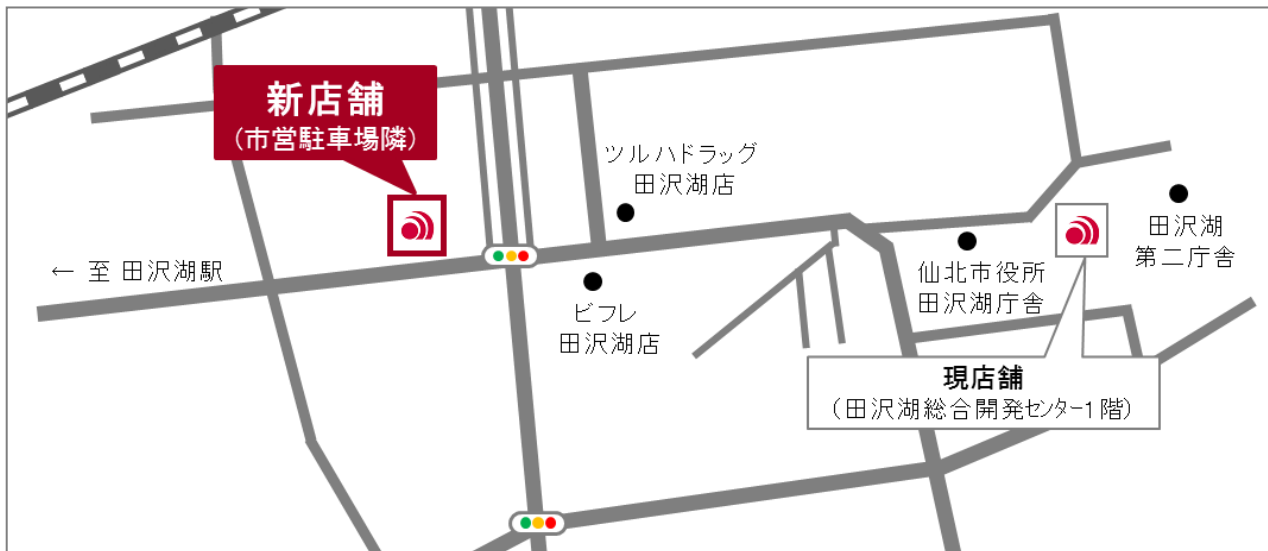 新店舗
(市営駐車場隣)
ツルハドラッグ
田沢湖店
← 至 田沢湖駅
ビフレ
田沢湖店
仙北市役所
田沢湖庁舎
田沢湖
第二庁舎
現店舗
(田沢湖総合開発センター1階)